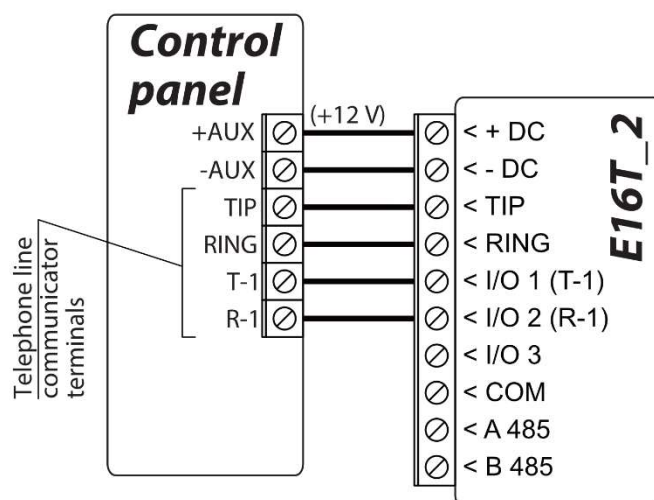 Control
panel
+AUX
-AUX
TIP
RING
T-1
R-1
Telephone line
communicator
terminals
(+12 V)
< + DC
< - DC
< TIP
< RING
< I/O 1 (T-1)
< I/O 2 (R-1)
< I/O 3
< COM
< A 485
< B 485
E16T_2